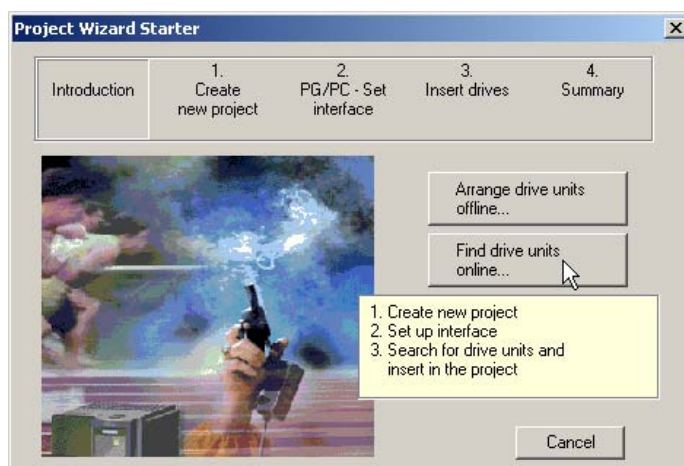 Project Wizard Starter
Introduction
1.
Create
new project
2.
PG/PC - Set
interface
3.
Insert drives
4.
Summary
Arrange drive units
offline...
Find drive units
online...
1. Create new project
2. Set up interface
3. Search for drive units and
insert in the project
Cancel